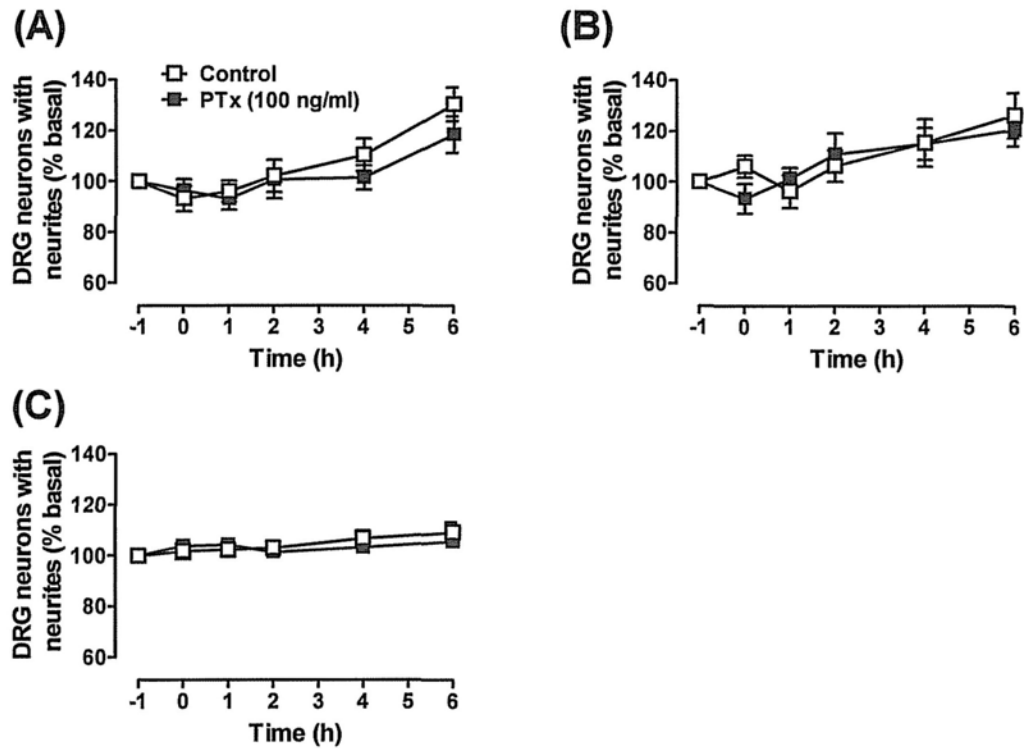 (A)
DRG neurons with
neurites (% basal)
140
120
100
80
60
Control
PTx (100 ng/ml)
-1 0 1 2 3 4 5 6
Time (h)
(B)
DRG neurons with
neurites (% basal)
140
120
100
80
60
-1 0 1 2 3 4 5 6
Time (h)
(C)
DRG neurons with
neurites (% basal)
140
120
100
80
60
-1 0 1 2 3 4 5 6
Time (h)